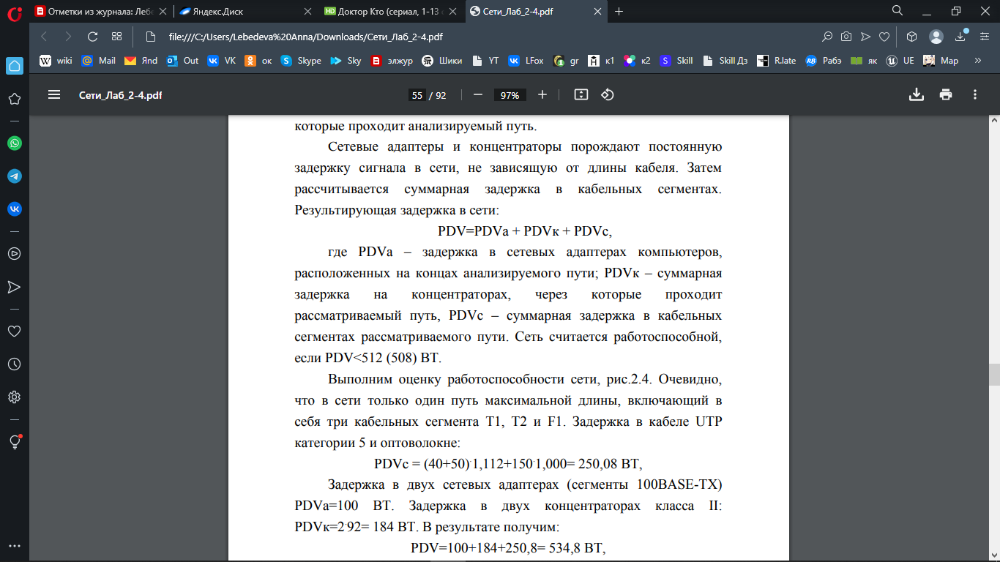 Отметки из журнала: Лебе
Яндекс.Диск
Доктор Кто (сериал, 1-13
Сети_Лаб_2-4.pdf
file:///C:/Users/Lebedeva%20Anna/Downloads/Сети_Лаб_2-4.pdf
wiki Mail Янd Out VK ок Skype Sky элжур Шики YT LFox gr к1 к2 Skill Skill Дз R.late Рабэ як UE Map »
Сети_Лаб_2-4.pdf 55 / 92 97%
которые проходит анализируемый путь.
Сетевые адаптеры и концентраторы порождают постоянную
задержку сигнала в сети, не зависящую от длины кабеля. Затем
рассчитывается суммарная задержка в кабельных сегментах.
Результирующая задержка в сети:
PDV=PDVа + PDVк + PDVс,
где PDVа – задержка в сетевых адаптерах компьютеров,
расположенных на концах анализируемого пути; PDVк – суммарная
задержка на концентраторах, через которые проходит
рассматриваемый путь, PDVс – суммарная задержка в кабельных
сегментах рассматриваемого пути. Сеть считается работоспособной,
если PDV<512 (508) BT.
Выполним оценку работоспособности сети, рис.2.4. Очевидно,
что в сети только один путь максимальной длины, включающий в
себя три кабельных сегмента T1, T2 и F1. Задержка в кабеле UTP
категории 5 и оптоволокне:
PDVс = (40+50)·1,112+150·1,000= 250,08 BT,
Задержка в двух сетевых адаптерах (сегменты 100BASE-TX)
PDVа=100 BT. Задержка в двух концентраторах класса II:
PDVк=2·92= 184 BT. В результате получим:
PDV=100+184+250,8= 534,8 BT,